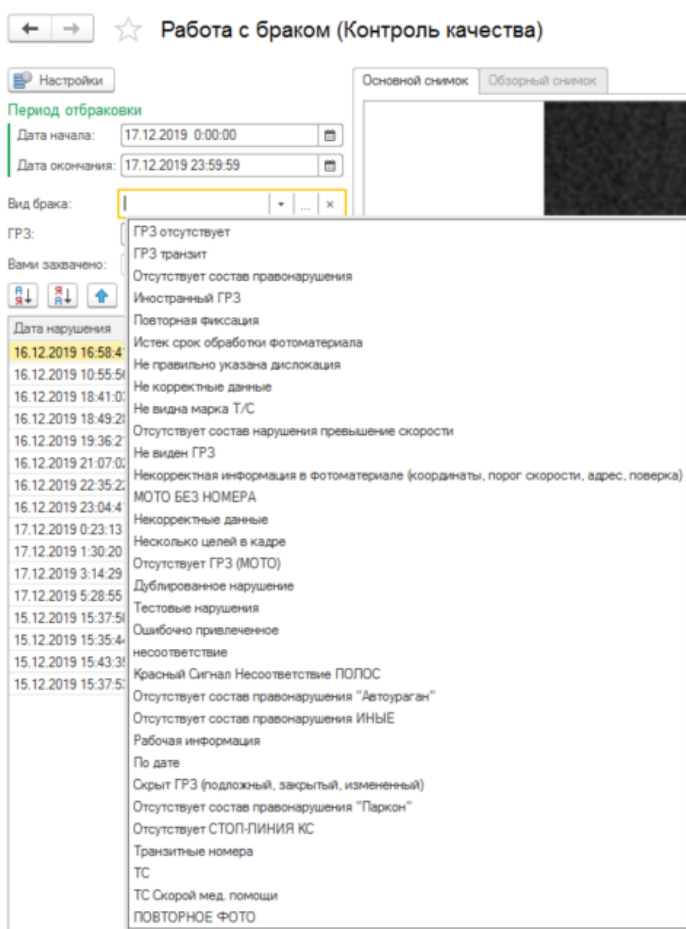 Работа с браком (Контроль качества)
Настройки
Основной снимок
Обзорный снимок
Период отбраковки
Дата начала: 17.12.2019 0:00:00
Дата окончания: 17.12.2019 23:59:59
Вид брака:
ГРЗ:
Вами захвачено:
Дата нарушения
16.12.2019 16:58:4
16.12.2019 10:55:5
16.12.2019 18:41:0
16.12.2019 18:49:2
16.12.2019 19:36:2
16.12.2019 21:07:0
16.12.2019 22:35:2
16.12.2019 23:04:4
17.12.2019 0:23:13
17.12.2019 1:30:20
17.12.2019 3:14:29
17.12.2019 5:28:55
15.12.2019 15:37:5
15.12.2019 15:35:4
15.12.2019 15:43:3
15.12.2019 15:37:5
ГРЗ отсутствует
ГРЗ транзит
Отсутствует состав правонарушения
Иностранный ГРЗ
Повторная фиксация
Истек срок обработки фотоматериала
Не правильно указана дислокация
Не корректные данные
Не видна марка Т/С
Отсутствует состав нарушения превышение скорости
Не виден ГРЗ
Некорректная информация в фотоматериале (координаты, порог скорости, адрес, поверка)
МОТО БЕЗ НОМЕРА
Некорректные данные
Несколько целей в кадре
Отсутствует ГРЗ (МОТО)
Дублированное нарушение
Тестовые нарушения
Ошибочно привлеченное
несоответствие
Красный Сигнал Несоответствие ПОЛОС
Отсутствует состав правонарушения "Автоураган"
Отсутствует состав правонарушения ИНЫЕ
Рабочая информация
По дате
Скрыт ГРЗ (подложный, закрытый, измененный)
Отсутствует состав правонарушения "Паркон"
Отсутствует СТОП-ЛИНИЯ КС
Транзитные номера
ТС
ТС Скорой мед. помощи
ПОВТОРНОЕ ФОТО